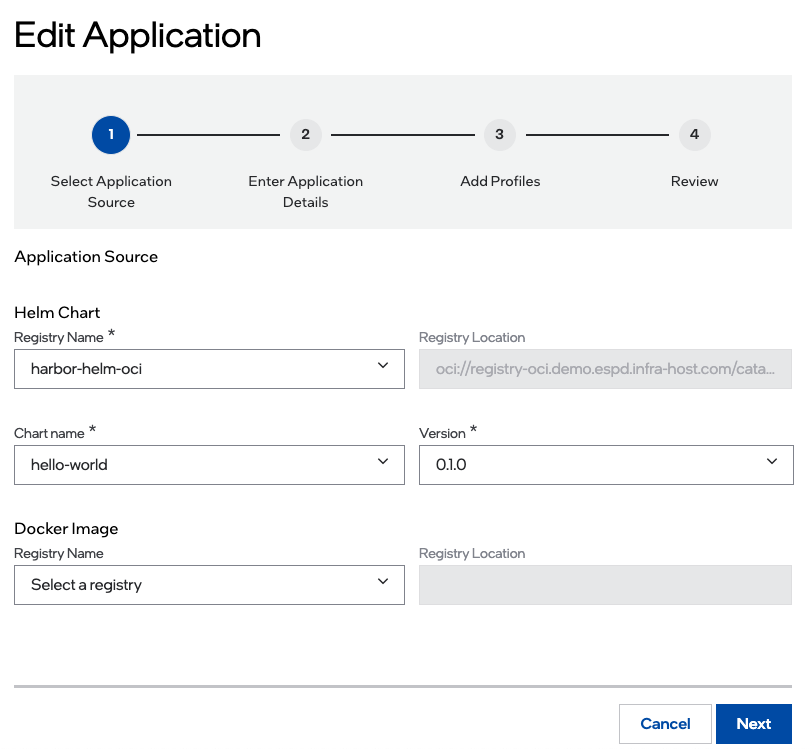 Edit Application
1
2
3
4
Select Application
Source
Enter Application
Details
Add Profiles
Review
Application Source
Helm Chart
Registry Name *
Registry Location
harbor-helm-oci
oci://registry-oci.demo.espd.infra-host.com/cata...
Chart name *
Version *
hello-world
0.1.0
Docker Image
Registry Name
Registry Location
Select a registry
Cancel
Next